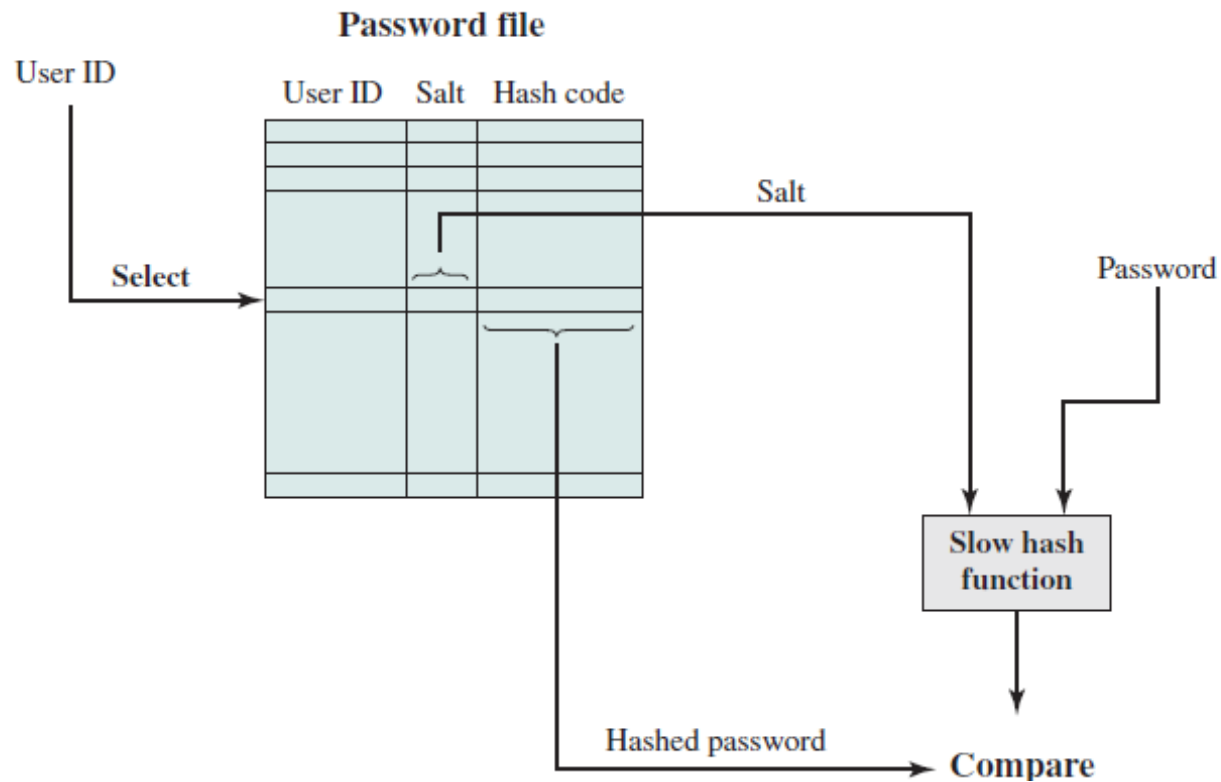 Password file
User ID
User ID Salt Hash code
Salt
Select
Password
Slow hash
function
Hashed password
Compare